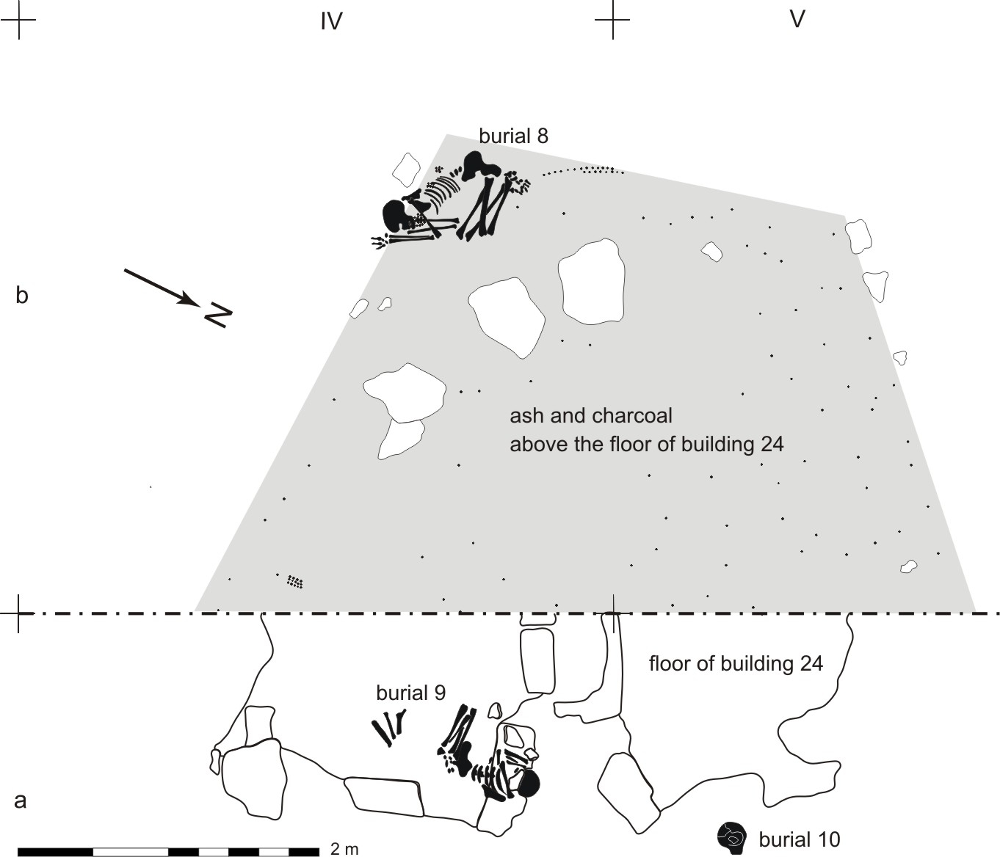 IV
V
burial 8
b
N
ash and charcoal
above the floor of building 24
floor of building 24
burial 9
a
burial 10
2 m